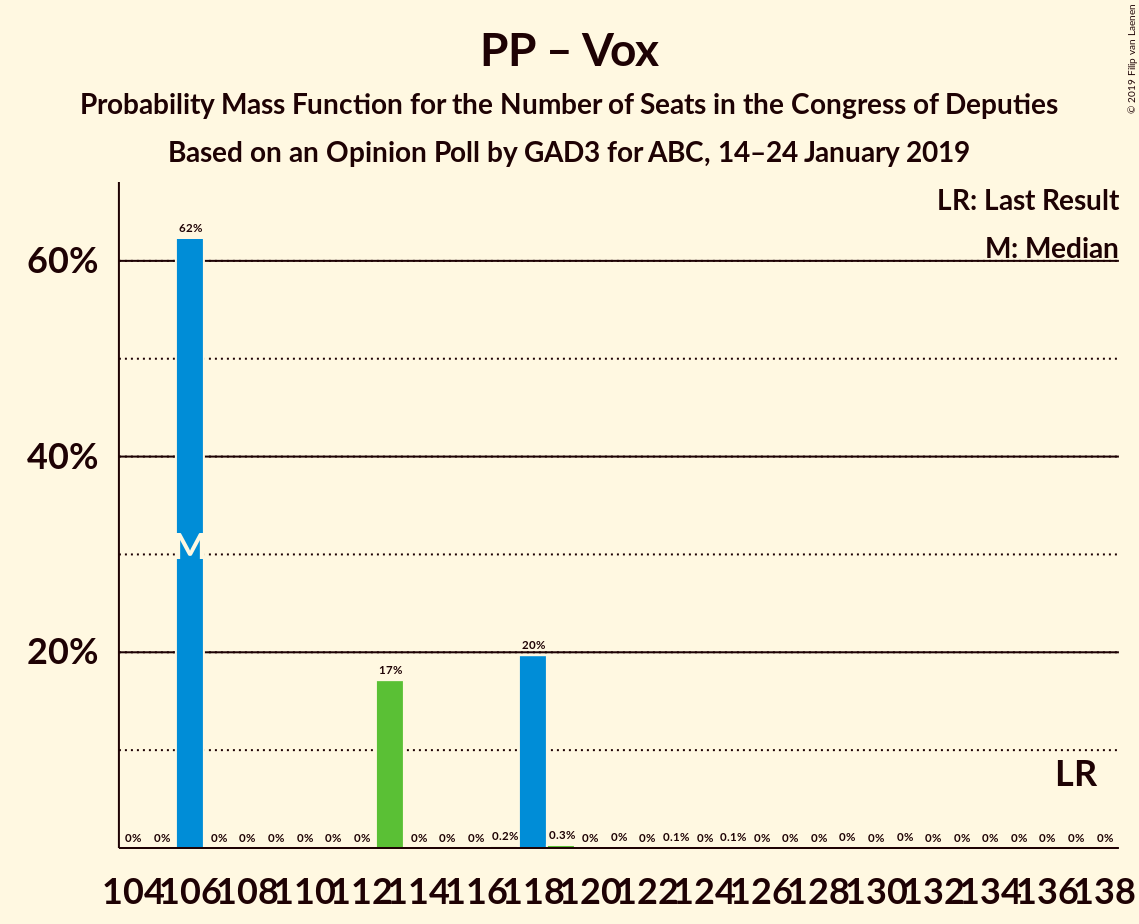 PP – Vox
Probability Mass Function for the Number of Seats in the Congress of Deputies
Based on an Opinion Poll by GAD3 for ABC, 14–24 January 2019
© 2019 Filip van Laenen
LR: Last Result
M: Median
60%
40%
20%
62%
M
17%
20%
LR
0% 0% 0% 0% 0% 0% 0% 0% 0% 0% 0% 0.2% 0.3% 0% 0% 0% 0.1% 0% 0.1% 0% 0% 0% 0% 0% 0% 0% 0% 0% 0% 0% 0% 0%
104 106 108 110 112 114 116 118 120 122 124 126 128 130 132 134 136 138